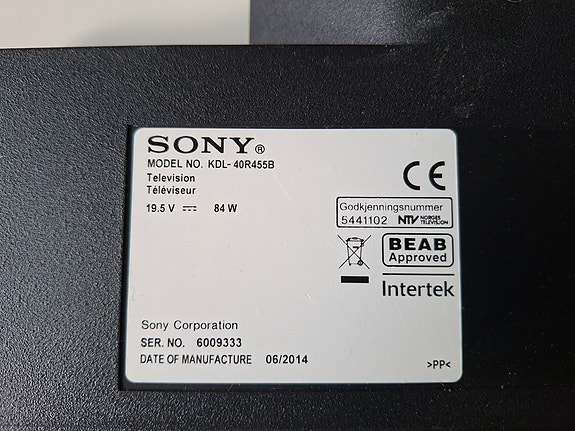 SONY®
MODEL NO. KDL-40R455B
Television
Téléviseur
19.5 V ⎓ 84 W
CE
Godkjenningsnummer
5441102 NTV NORGES TELEVISJON
BEAB
Approved
Intertek
Sony Corporation
SER. NO. 6009333
DATE OF MANUFACTURE 06/2014
>PP<